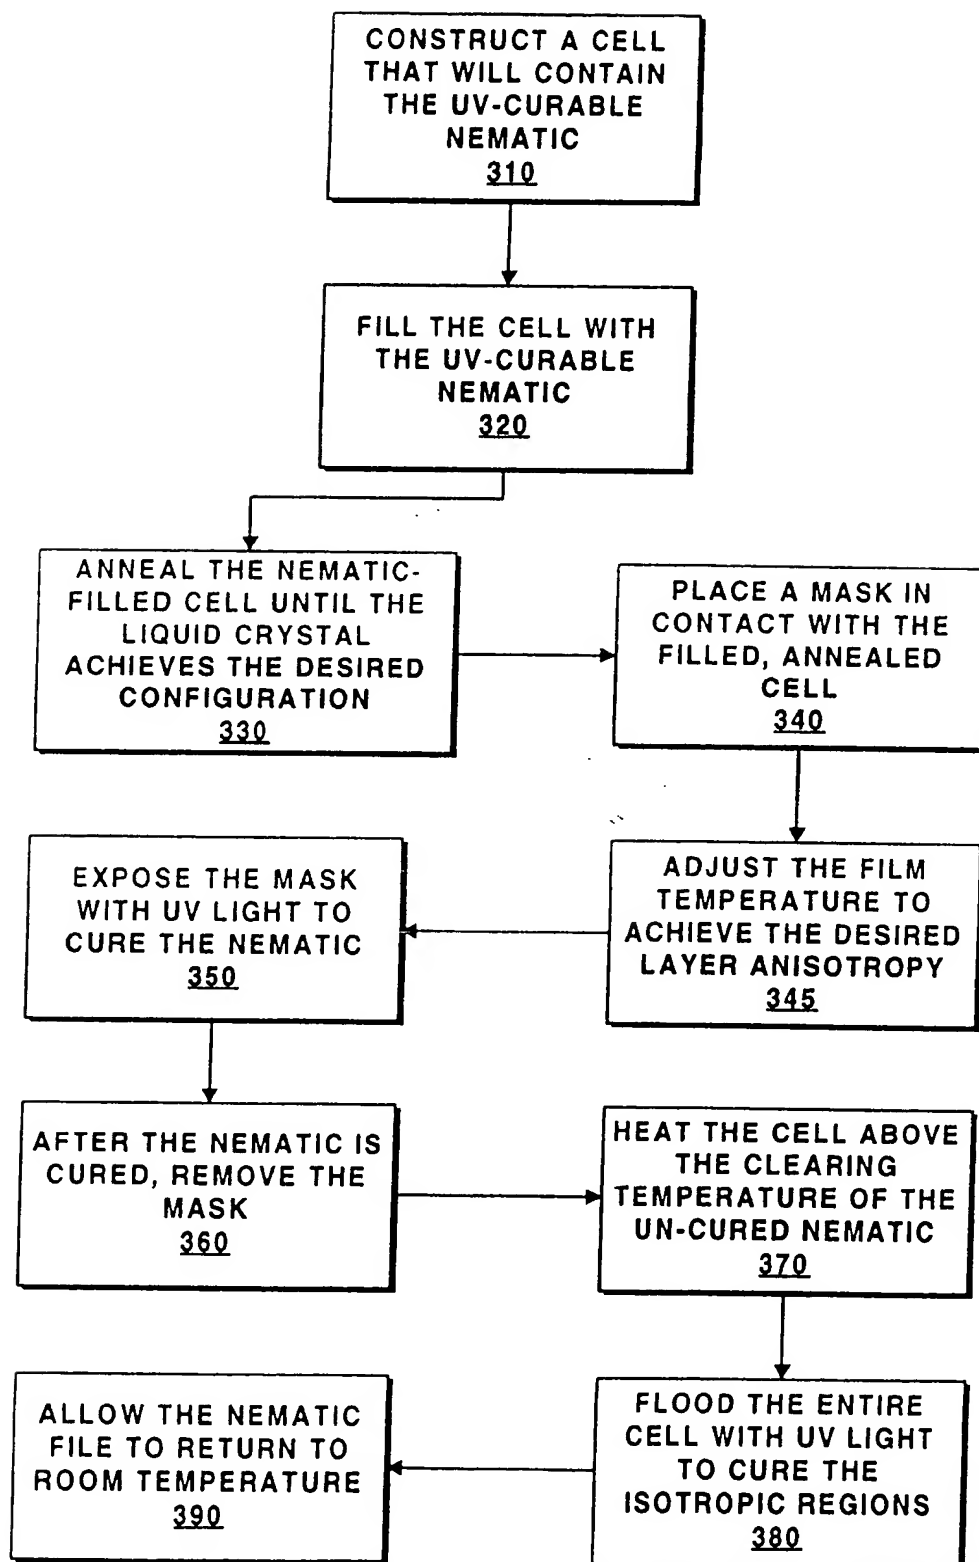 CONSTRUCT A CELL
THAT WILL CONTAIN
THE UV-CURABLE
NEMATIC
310
FILL THE CELL WITH
THE UV-CURABLE
NEMATIC
320
ANNEAL THE NEMATIC-
FILLED CELL UNTIL THE
LIQUID CRYSTAL
ACHIEVES THE DESIRED
CONFIGURATION
330
PLACE A MASK IN
CONTACT WITH THE
FILLED, ANNEALED
CELL
340
ADJUST THE FILM
TEMPERATURE TO
ACHIEVE THE DESIRED
LAYER ANISOTROPY
345
EXPOSE THE MASK
WITH UV LIGHT TO
CURE THE NEMATIC
350
AFTER THE NEMATIC IS
CURED, REMOVE THE
MASK
360
HEAT THE CELL ABOVE
THE CLEARING
TEMPERATURE OF THE
UN-CURED NEMATIC
370
FLOOD THE ENTIRE
CELL WITH UV LIGHT
TO CURE THE
ISOTROPIC REGIONS
380
ALLOW THE NEMATIC
FILE TO RETURN TO
ROOM TEMPERATURE
390